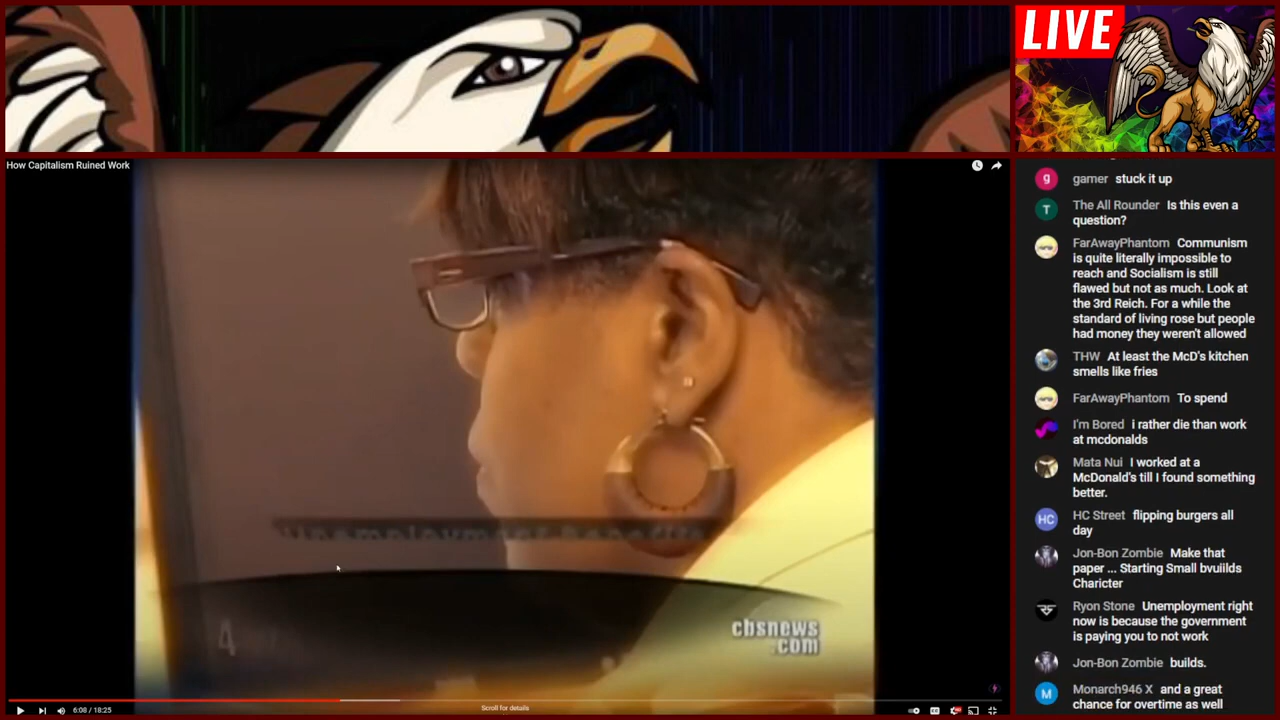 LIVE
How Capitalism Ruined Work
gamer stuck it up
The All Rounder Is this even a
question?
FarAwayPhantom Communism
is quite literally impossible to
reach and Socialism is still
flawed but not as much. Look at
the 3rd Reich. For a while the
standard of living rose but people
had money they weren't allowed
THW At least the McD's kitchen
smells like fries
FarAwayPhantom To spend
I'm Bored i rather die than work
at mcdonalds
Mata Nui I worked at a
McDonald's till I found something
better.
HC Street flipping burgers all
day
Jon-Bon Zombie Make that
paper ... Starting Small bvuiilds
Charicter
Ryon Stone Unemployment right
now is because the government
is paying you to not work
Jon-Bon Zombie builds.
Monarch946 X and a great
chance for overtime as well
g
T
HC
M
Unemployment Benefits
4
cbsnews
.com
6:08 / 18:25
Scroll for details